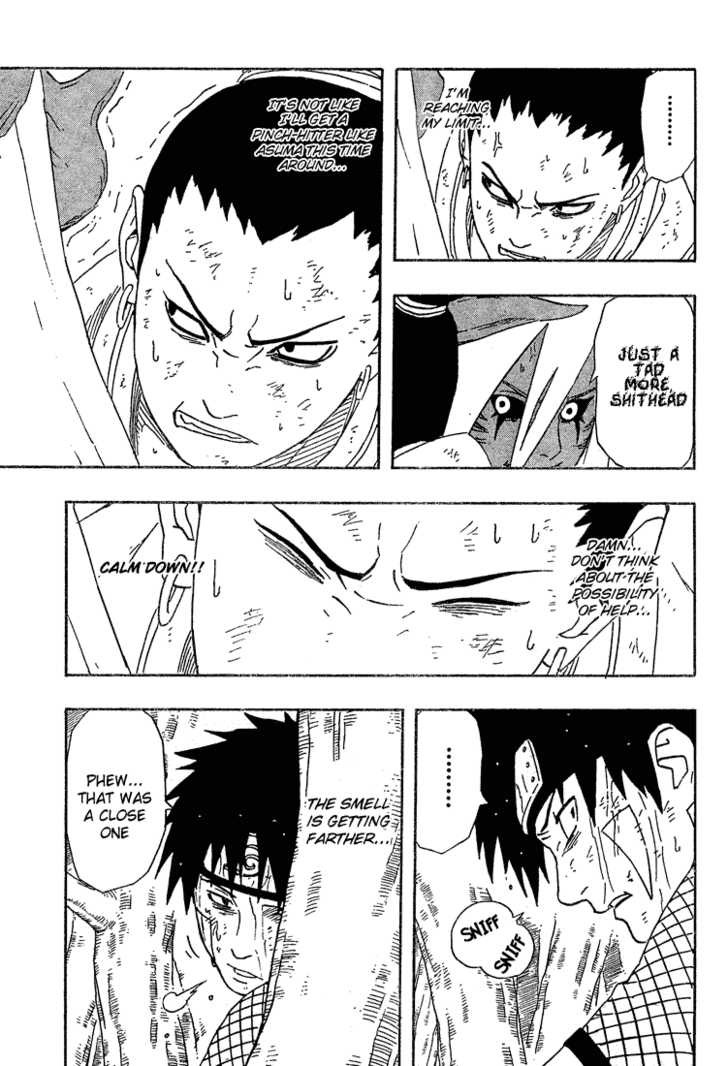 .........
I'M
REACHING
MY LIMIT...
IT'S NOT LIKE
I'LL GET A
PINCH-HITTER LIKE
ASUMA THIS TIME
AROUND...
JUST A
TAD
MORE
SHITHEAD
DAMN...
DON'T THINK
ABOUT THE
POSSIBILITY
OF HELP...
CALM DOWN!!
.........
SNIFF
SNIFF
THE SMELL
IS GETTING
FARTHER...
PHEW...
THAT WAS
A CLOSE
ONE